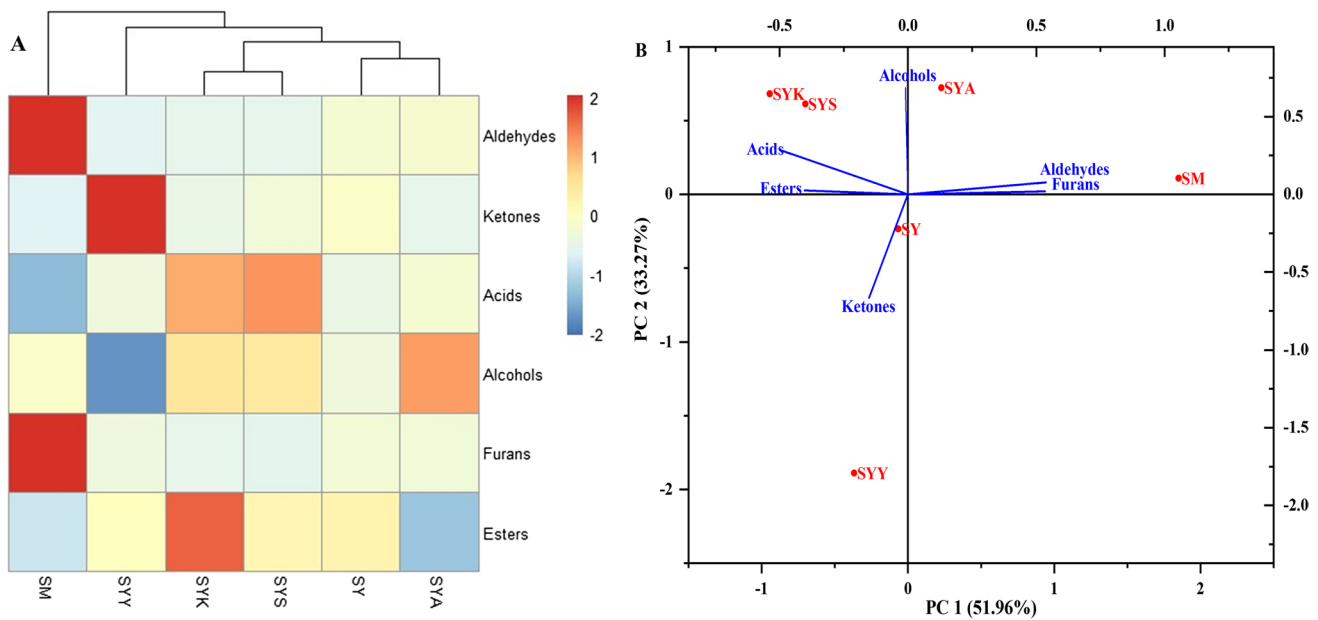 A
2
1
0
-1
-2
Aldehydes
Ketones
Acids
Alcohols
Furans
Esters
SM
SYY
SYK
SYS
SY
SYA
B
-0.5 0.0 0.5 1.0
1
0
-1
-2
PC 2 (33.27%)
Alcohols
SYA
SYK
SYS
Acids
Esters
Aldehydes
Furans
SM
SY
Ketones
SYY
0.5
0.0
-0.5
-1.0
-1.5
-2.0
-1 0 1 2
PC 1 (51.96%)